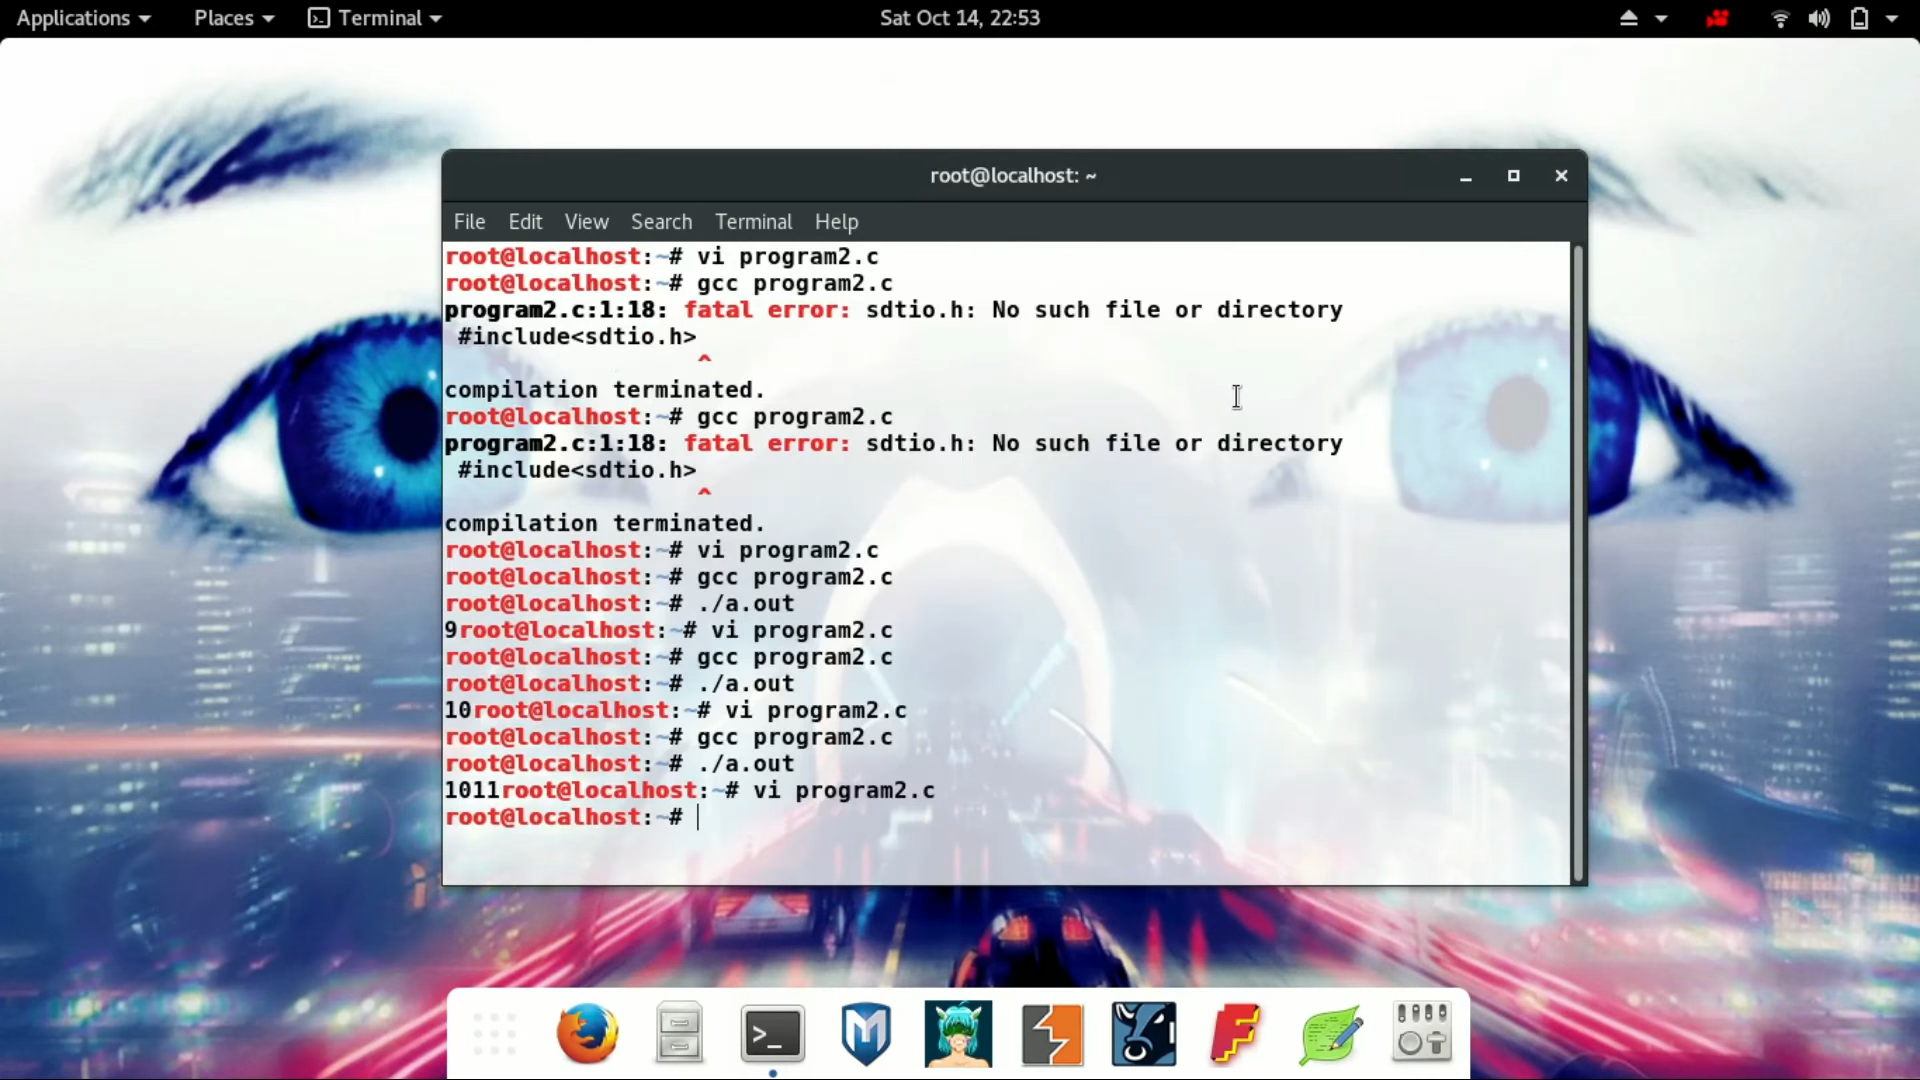 Applications Places Terminal Sat Oct 14, 22:53
root@localhost: ~
File Edit View Search Terminal Help
root@localhost:~# vi program2.c
root@localhost:~# gcc program2.c
program2.c:1:18: fatal error: sdtio.h: No such file or directory
#include<sdtio.h>
^
compilation terminated.
root@localhost:~# gcc program2.c
program2.c:1:18: fatal error: sdtio.h: No such file or directory
#include<sdtio.h>
^
compilation terminated.
root@localhost:~# vi program2.c
root@localhost:~# gcc program2.c
root@localhost:~# ./a.out
9root@localhost:~# vi program2.c
root@localhost:~# gcc program2.c
root@localhost:~# ./a.out
10root@localhost:~# vi program2.c
root@localhost:~# gcc program2.c
root@localhost:~# ./a.out
1011root@localhost:~# vi program2.c
root@localhost:~#